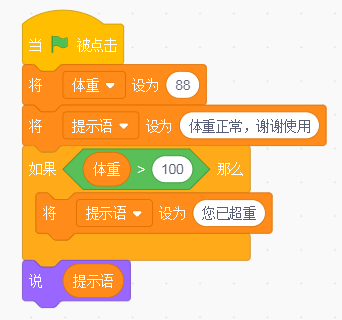 当 被点击
将 体重 设为 88
将 提示语 设为 体重正常，谢谢使用
如果 体重 > 100 那么
将 提示语 设为 您已超重
说 提示语